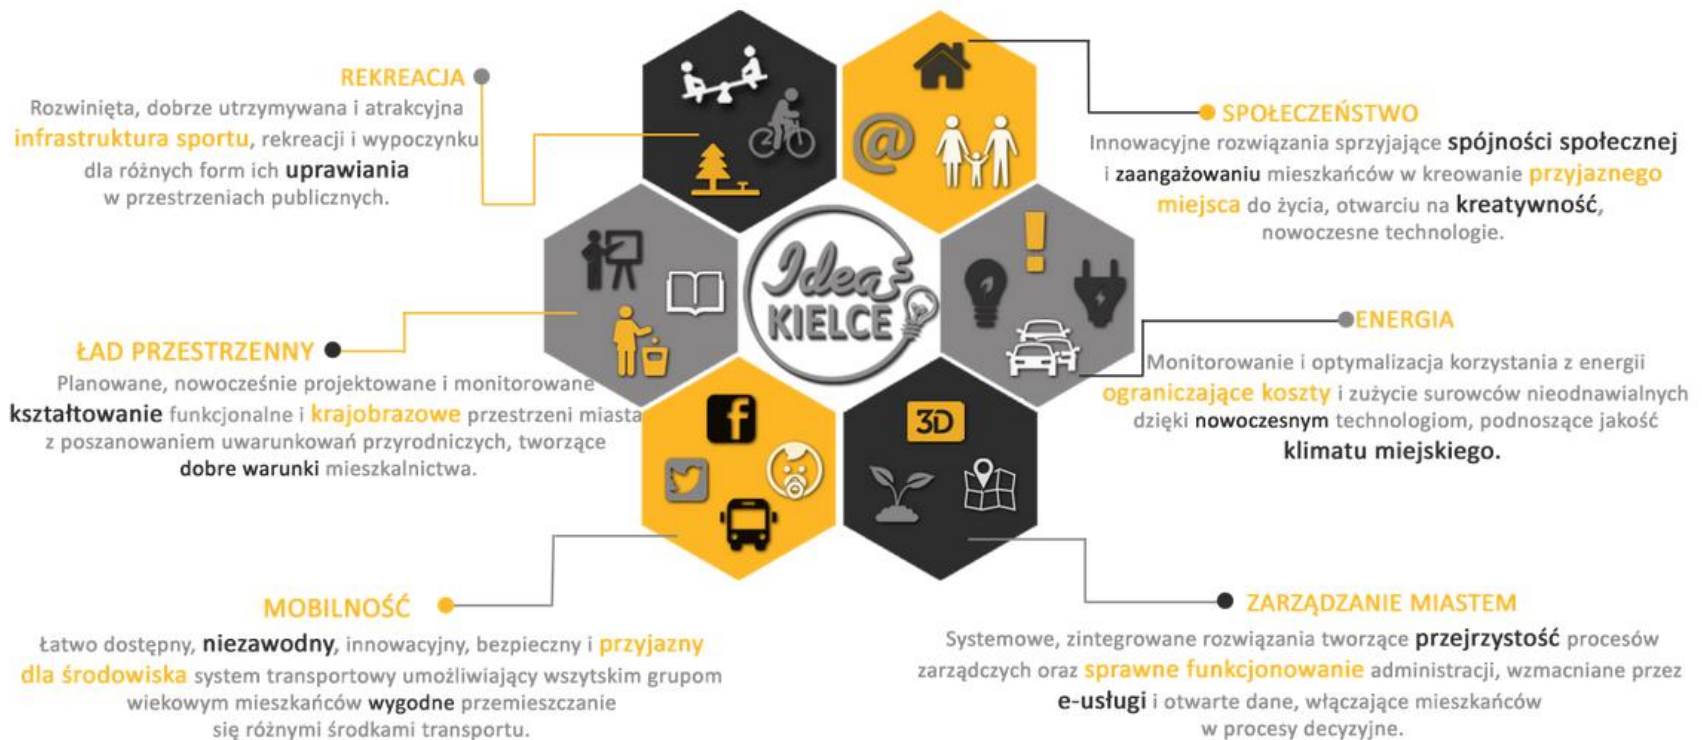 REKREACJA
Rozwinięta, dobrze utrzymywana i atrakcyjna
infrastruktura sportu, rekreacji i wypoczynku
dla różnych form ich uprawiania
w przestrzeniach publicznych.
SPOŁECZEŃSTWO
Innowacyjne rozwiązania sprzyjające spójności społecznej
i zaangażowaniu mieszkańców w kreowanie przyjaznego
miejsca do życia, otwarciu na kreatywność,
nowoczesne technologie.
@
!
Idea
KIELCE
ŁAD PRZESTRZENNY
Planowane, nowocześnie projektowane i monitorowane
kształtowanie funkcjonalne i krajobrazowe przestrzeni miasta
z poszanowaniem uwarunkowań przyrodniczych, tworzące
dobre warunki mieszkalnictwa.
ENERGIA
Monitorowanie i optymalizacja korzystania z energii
ograniczające koszty i zużycie surowców nieodnawialnych
dzięki nowoczesnym technologiom, podnoszące jakość
klimatu miejskiego.
f
3D
MOBILNOŚĆ
Łatwo dostępny, niezawodny, innowacyjny, bezpieczny i przyjazny
dla środowiska system transportowy umożliwiający wszytskim grupom
wiekowym mieszkańców wygodne przemieszczanie
się różnymi środkami transportu.
ZARZĄDZANIE MIASTEM
Systemowe, zintegrowane rozwiązania tworzące przejrzystość procesów
zarządczych oraz sprawne funkcjonowanie administracji, wzmacniane przez
e-usługi i otwarte dane, włączające mieszkańców
w procesy decyzyjne.